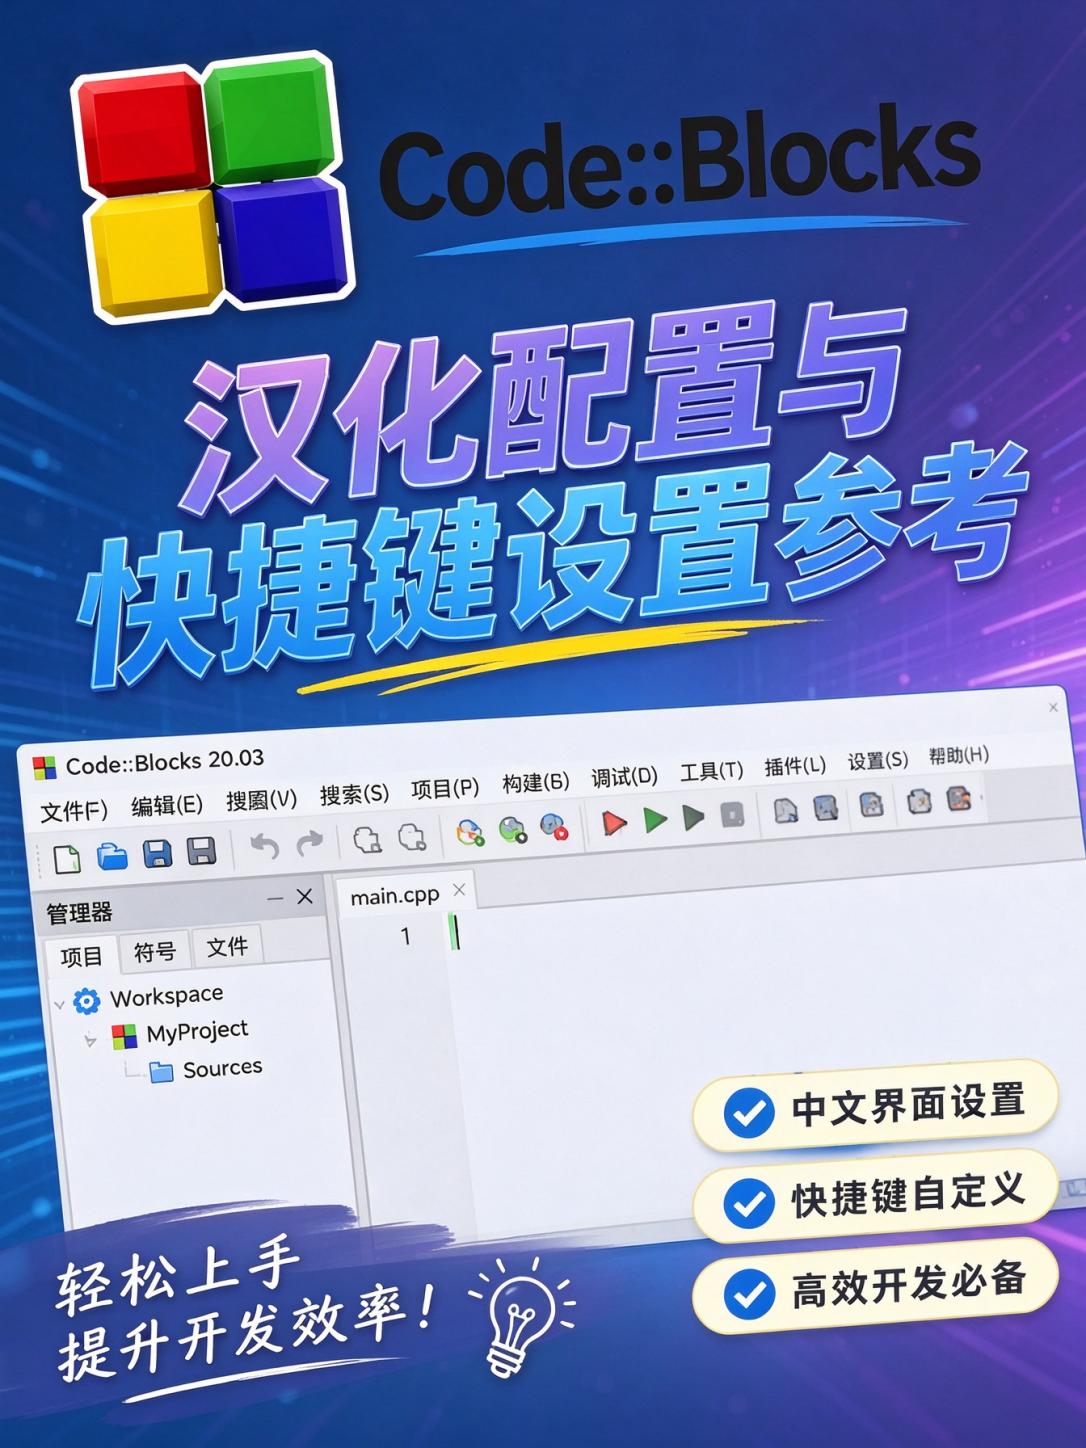 Code::Blocks
汉化配置与
快捷键设置参考
Code::Blocks 20.03
文件F) 编辑(E) 搜圖(V) 搜索(S) 项目(P) 构建(B) 调试(D) 工具(T) 插件(L) 设置(S) 帮助(H)
管理器
项目 符号 文件
main.cpp
1
Workspace
MyProject
Sources
中文界面设置
快捷键自定义
高效开发必备
轻松上手
提升开发效率!